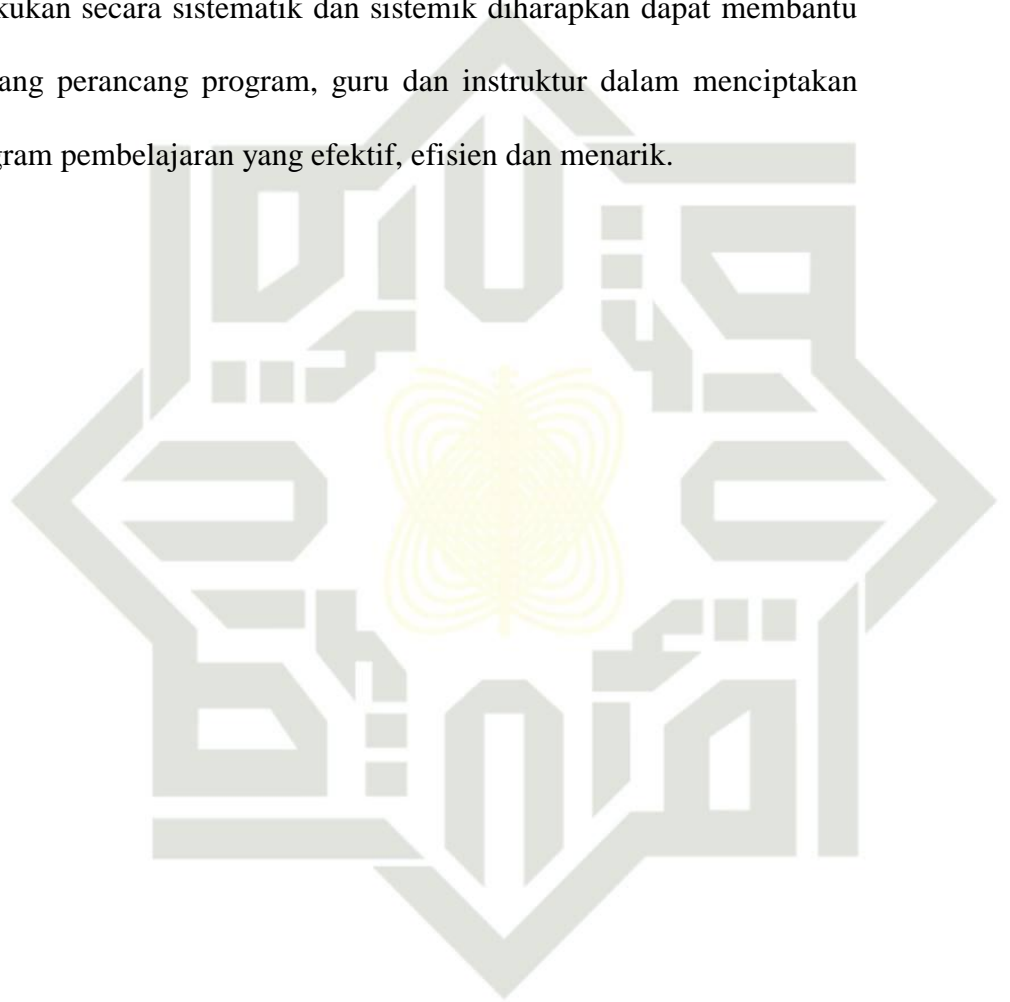 kukan secara sistematik dan sistemik diharapkan dapat membantu
ang perancang program, guru dan instruktur dalam menciptakan
gram pembelajaran yang efektif, efisien dan menarik.